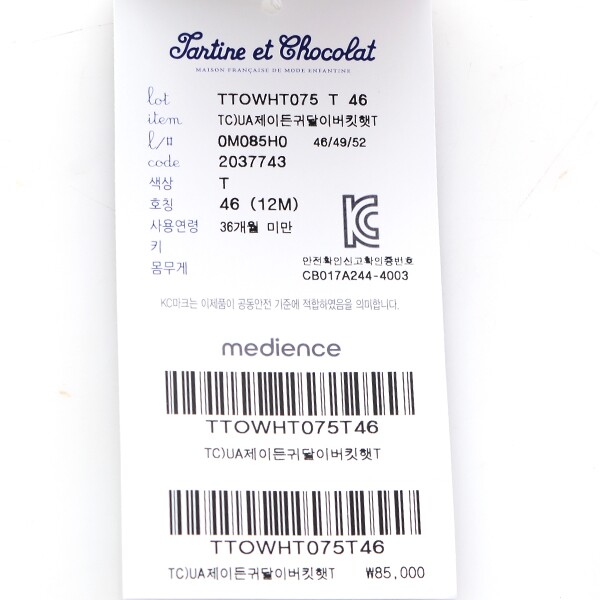 Tartine et Chocolat
MAISON FRANÇAISE DE MODE ENFANTINE
lot TTOWHT075 T 46
item TC)UA제이든귀달이버킷햇T
l/# 0M085H0 46/49/52
code 2037743
색상 T
호칭 46 (12M)
사용연령 36개월 미만
키
몸무게
KC
안전확인신고확인증번호
CB017A244-4003
KC마크는 이제품이 공동안전 기준에 적합하였음을 의미합니다.
medience
TTOWHT075T46
TC)UA제이든귀달이버킷햇T
TTOWHT075T46
TC)UA제이든귀달이버킷햇T ₩85,000